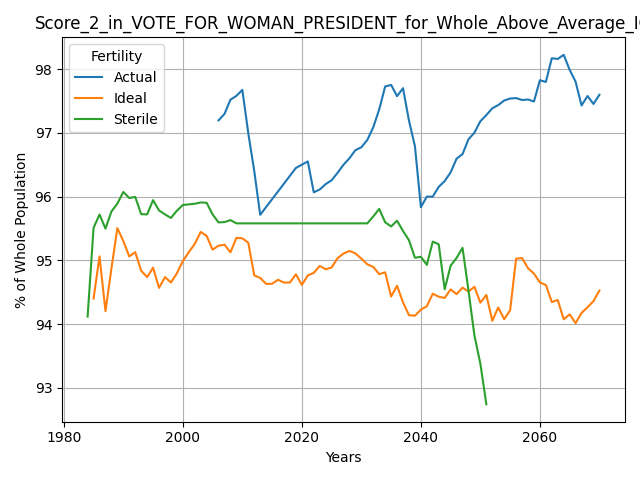 Score_2_in_VOTE_FOR_WOMAN_PRESIDENT_for_Whole_Above_Average_I
Fertility
Actual
Ideal
Sterile
98
97
96
95
94
93
% of Whole Population
1980
2000
2020
2040
2060
Years